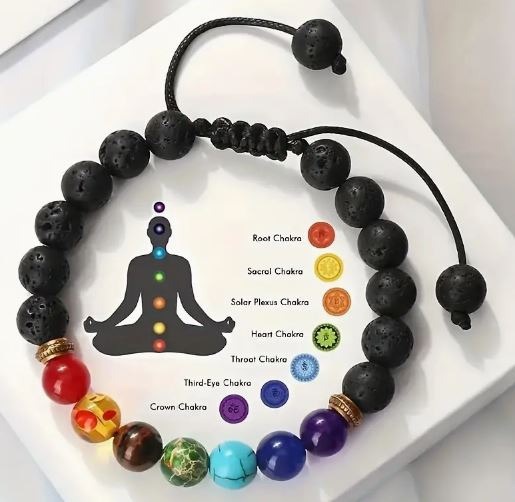 Root Chakra
Sacral Chakra
Solar Plexus Chakra
Heart Chakra
Throat Chakra
Third-Eye Chakra
Crown Chakra